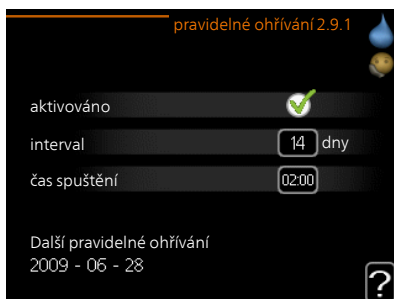 pravidelné ohřívání 2.9.1
aktivováno
interval 14 dny
čas spuštění 02:00
Další pravidelné ohřívání
2009 - 06 - 28
?